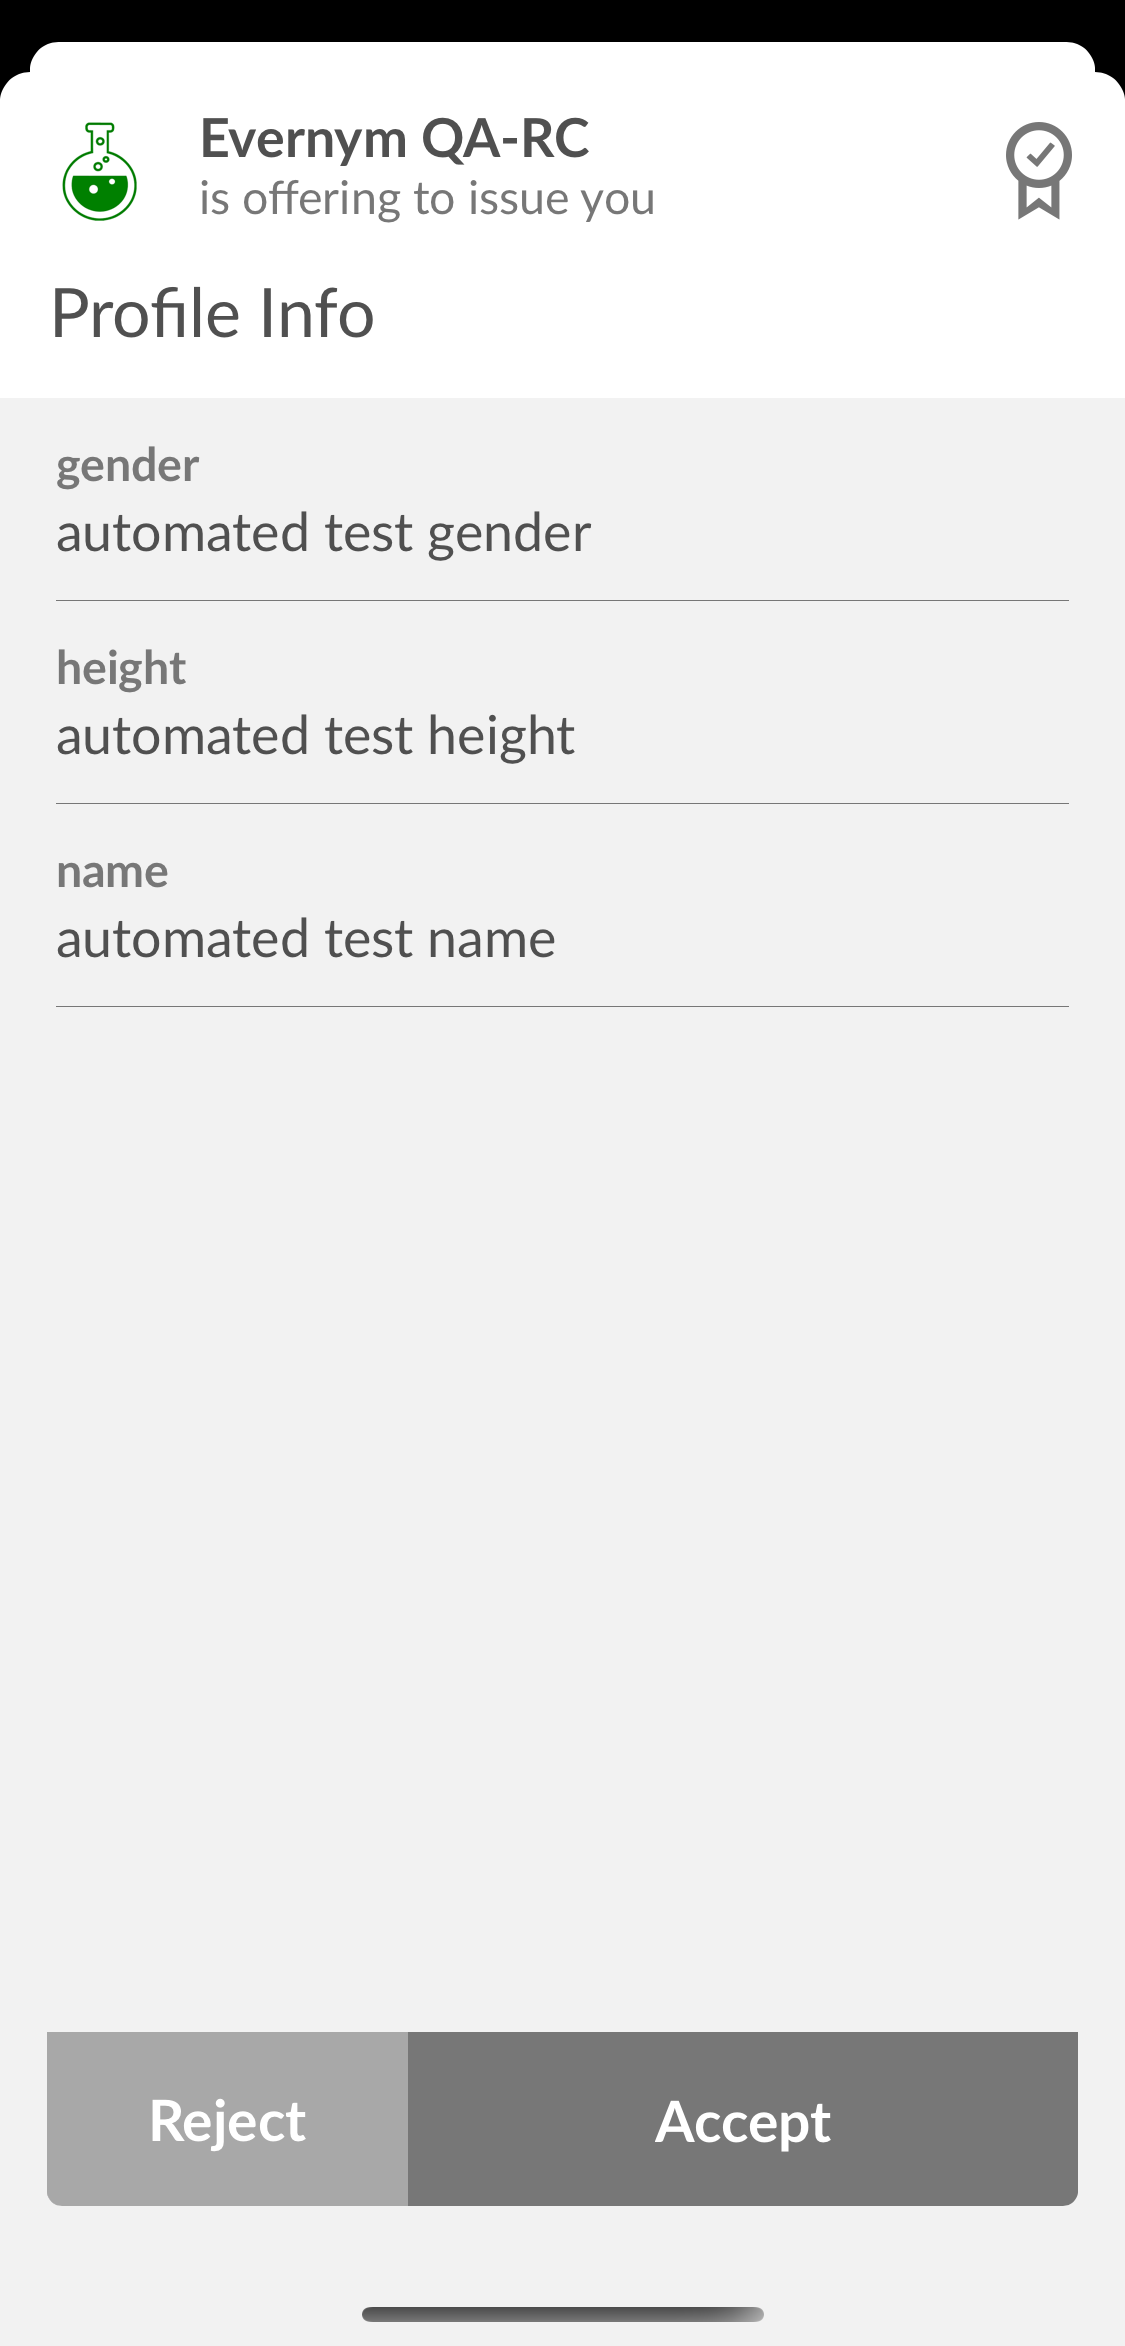 Evernym QA-RC
is offering to issue you
Profile Info
gender
automated test gender
height
automated test height
name
automated test name
Reject
Accept